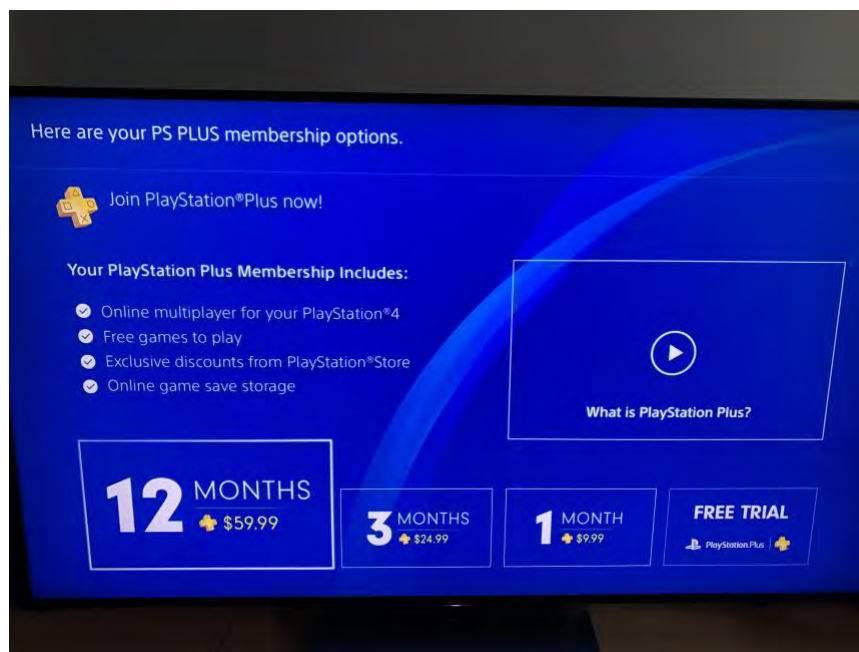 Here are your PS PLUS membership options.
Join PlayStation®Plus now!
Your PlayStation Plus Membership Includes:
Online multiplayer for your PlayStation®4
Free games to play
Exclusive discounts from PlayStation®Store
Online game save storage
What is PlayStation Plus?
12 MONTHS
$59.99
3 MONTHS
$24.99
1 MONTH
$9.99
FREE TRIAL
PlayStation.Plus